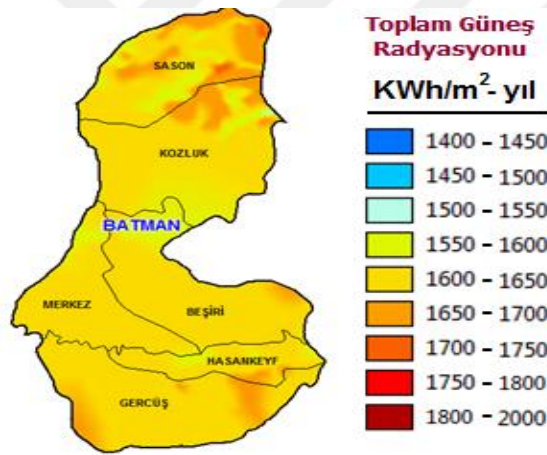 Toplam Güneş
Radyasyonu
KWh/m²- yıl
1400 - 1450
1450 - 1500
1500 - 1550
1550 - 1600
1600 - 1650
1650 - 1700
1700 - 1750
1750 - 1800
1800 - 2000
SASON
KOZLUK
BATMAN
MERKEZ
BEŞİRİ
HASANKEYF
GERCÜŞ